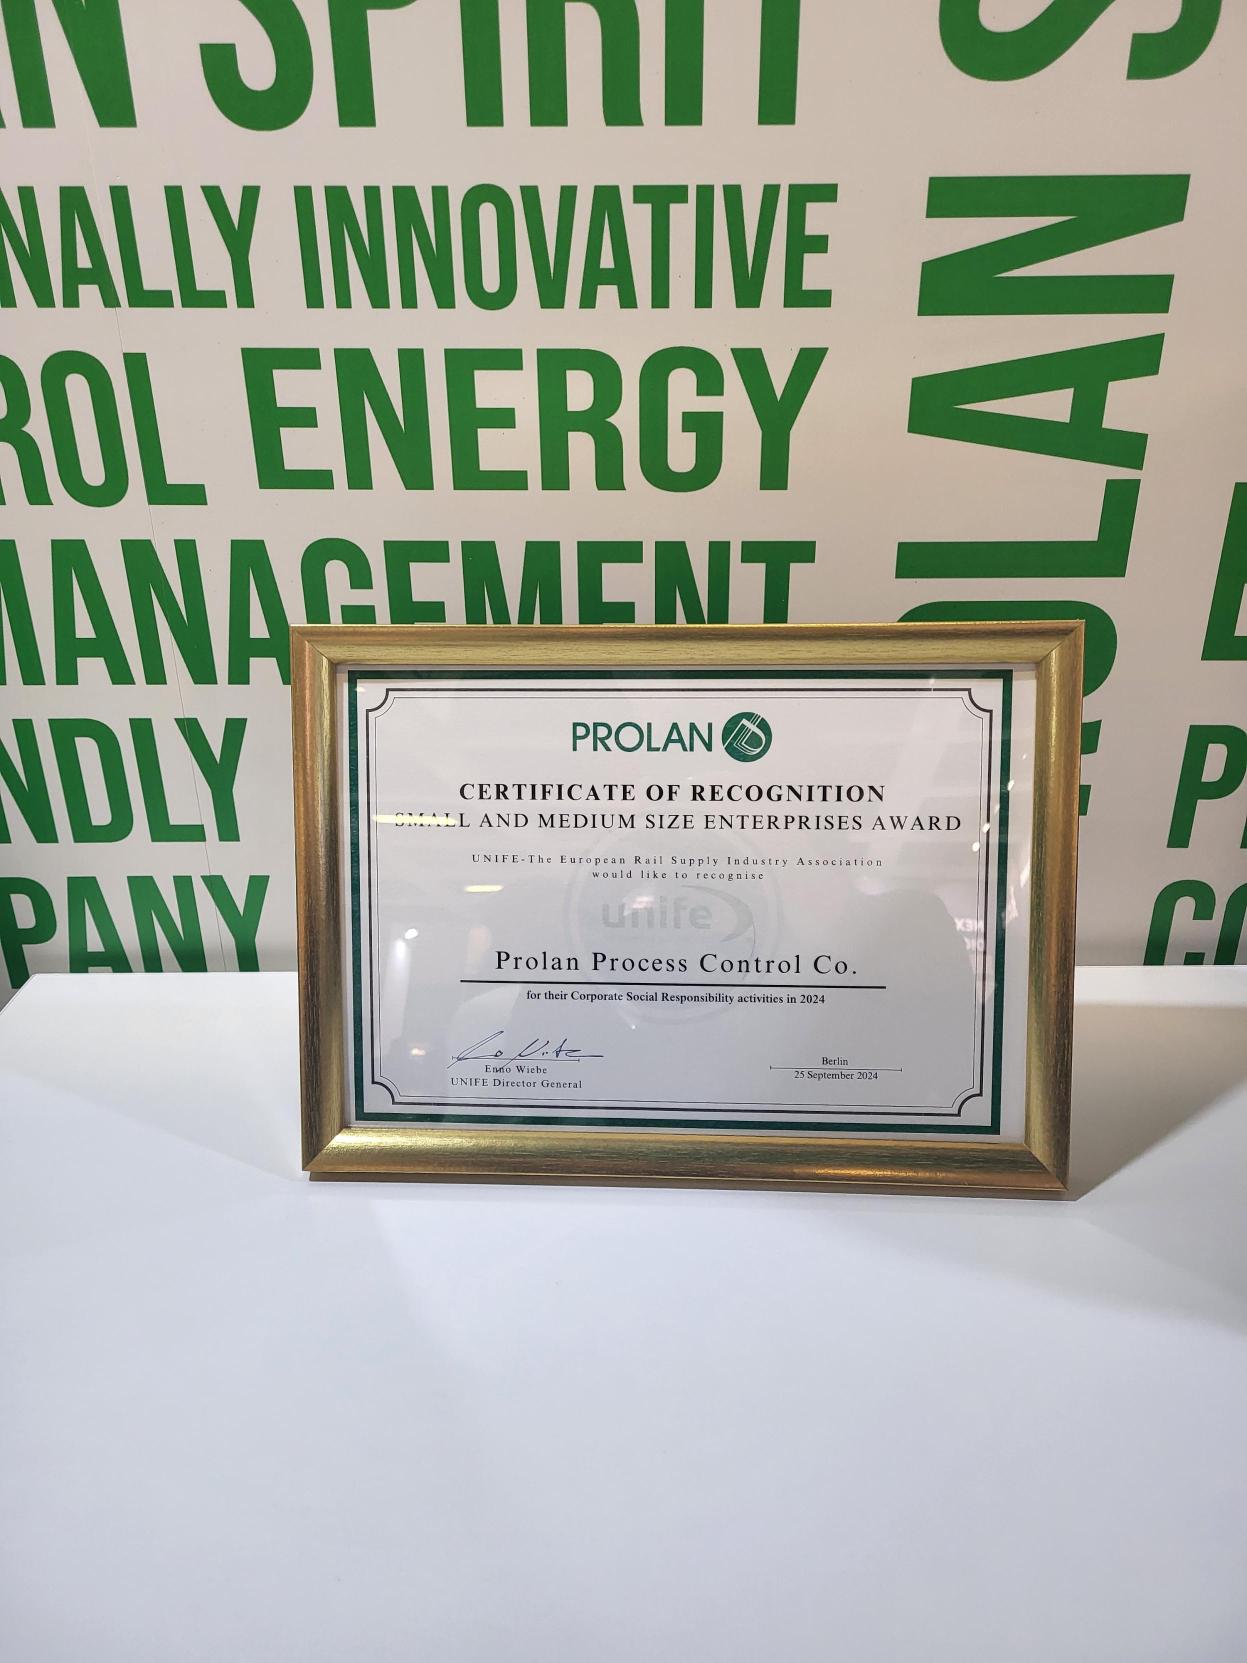 SPIRIT
NALLY INNOVATIVE
ROL ENERGY
MANAGEMENT
NDLY
PANY
OLAN S
P
CO
PROLAN
CERTIFICATE OF RECOGNITION
SMALL AND MEDIUM SIZE ENTERPRISES AWARD
UNIFE-The European Rail Supply Industry Association
would like to recognise
unife
Prolan Process Control Co.
for their Corporate Social Responsibility activities in 2024
Enno Wiebe
UNIFE Director General
Berlin
25 September 2024